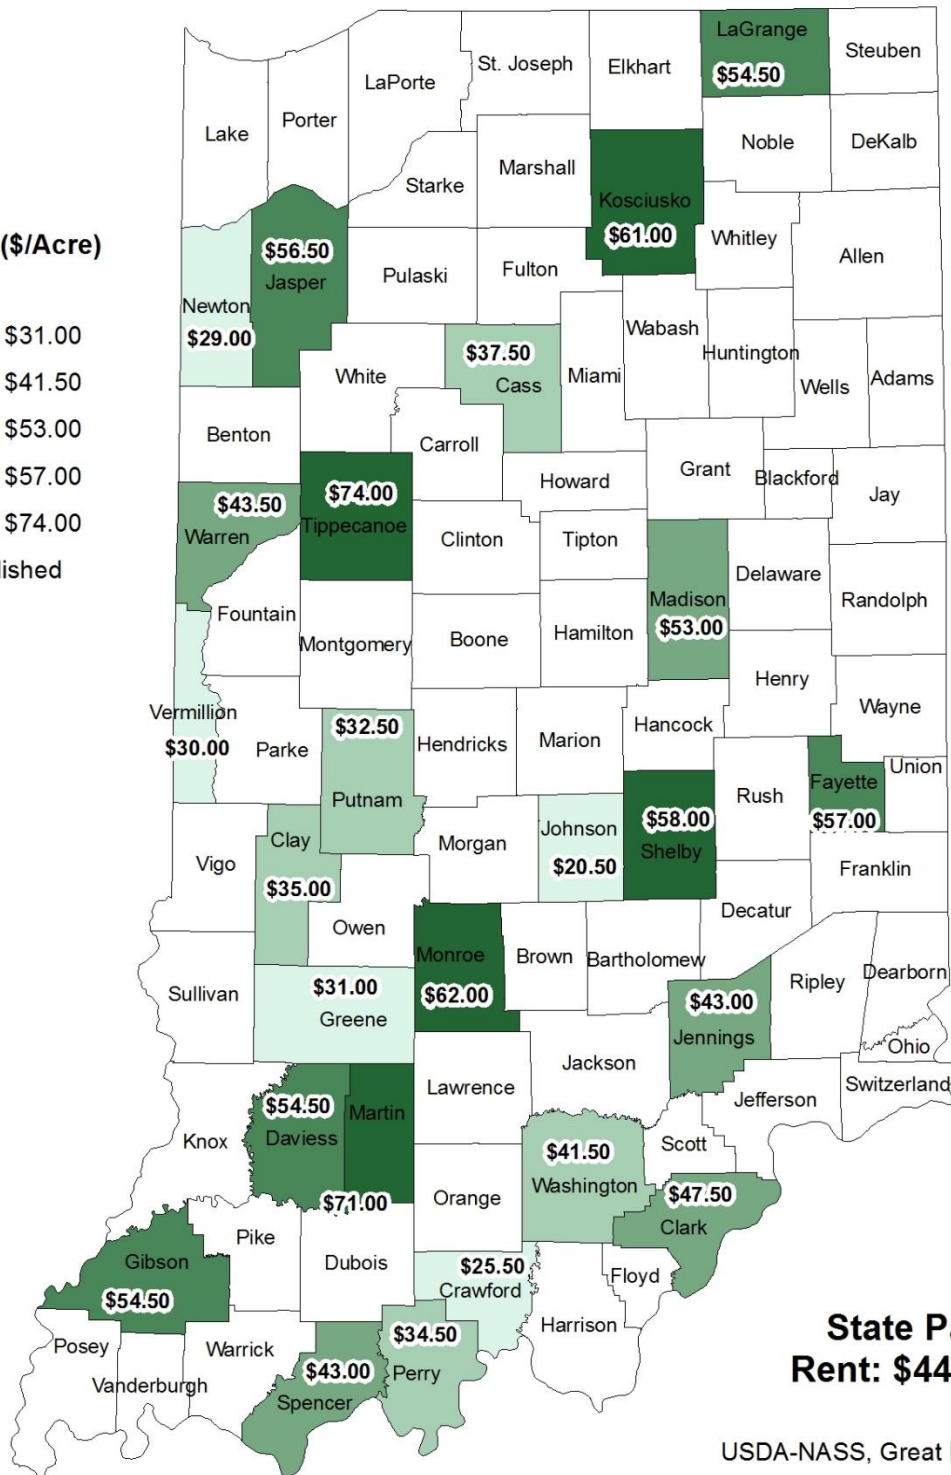 LaGrange
$54.50
Steuben
St. Joseph
Elkhart
LaPorte
Lake
Porter
Noble
DeKalb
Starke
Marshall
Kosciusko
$61.00
Whitley
Allen
($/Acre)
$56.50
Jasper
Pulaski
Fulton
Newton
$29.00
Wabash
Huntington
$31.00
$41.50
$53.00
$57.00
$74.00
lished
White
$37.50
Cass
Miami
Wells
Adams
Benton
Carroll
Grant
Blackford
Jay
Howard
$43.50
Warren
$74.00
Tippecanoe
Clinton
Tipton
Madison
$53.00
Delaware
Randolph
Fountain
Montgomery
Boone
Hamilton
Henry
Wayne
Vermillion
$30.00
Parke
$32.50
Putnam
Hendricks
Marion
Hancock
Rush
Fayette
$57.00
Union
Vigo
Clay
$35.00
Morgan
Johnson
$20.50
$58.00
Shelby
Franklin
Owen
Decatur
Sullivan
$31.00
Greene
Monroe
$62.00
Brown
Bartholomew
$43.00
Jennings
Ripley
Dearborn
Ohio
Switzerland
Jackson
Jefferson
Knox
$54.50
Daviess
Martin
$71.00
Lawrence
Orange
$41.50
Washington
Scott
$47.50
Clark
Gibson
$54.50
Pike
Dubois
$25.50
Crawford
Floyd
Harrison
Posey
Vanderburgh
Warrick
$43.00
Spencer
$34.50
Perry
State P
Rent: $44
USDA-NASS, Great